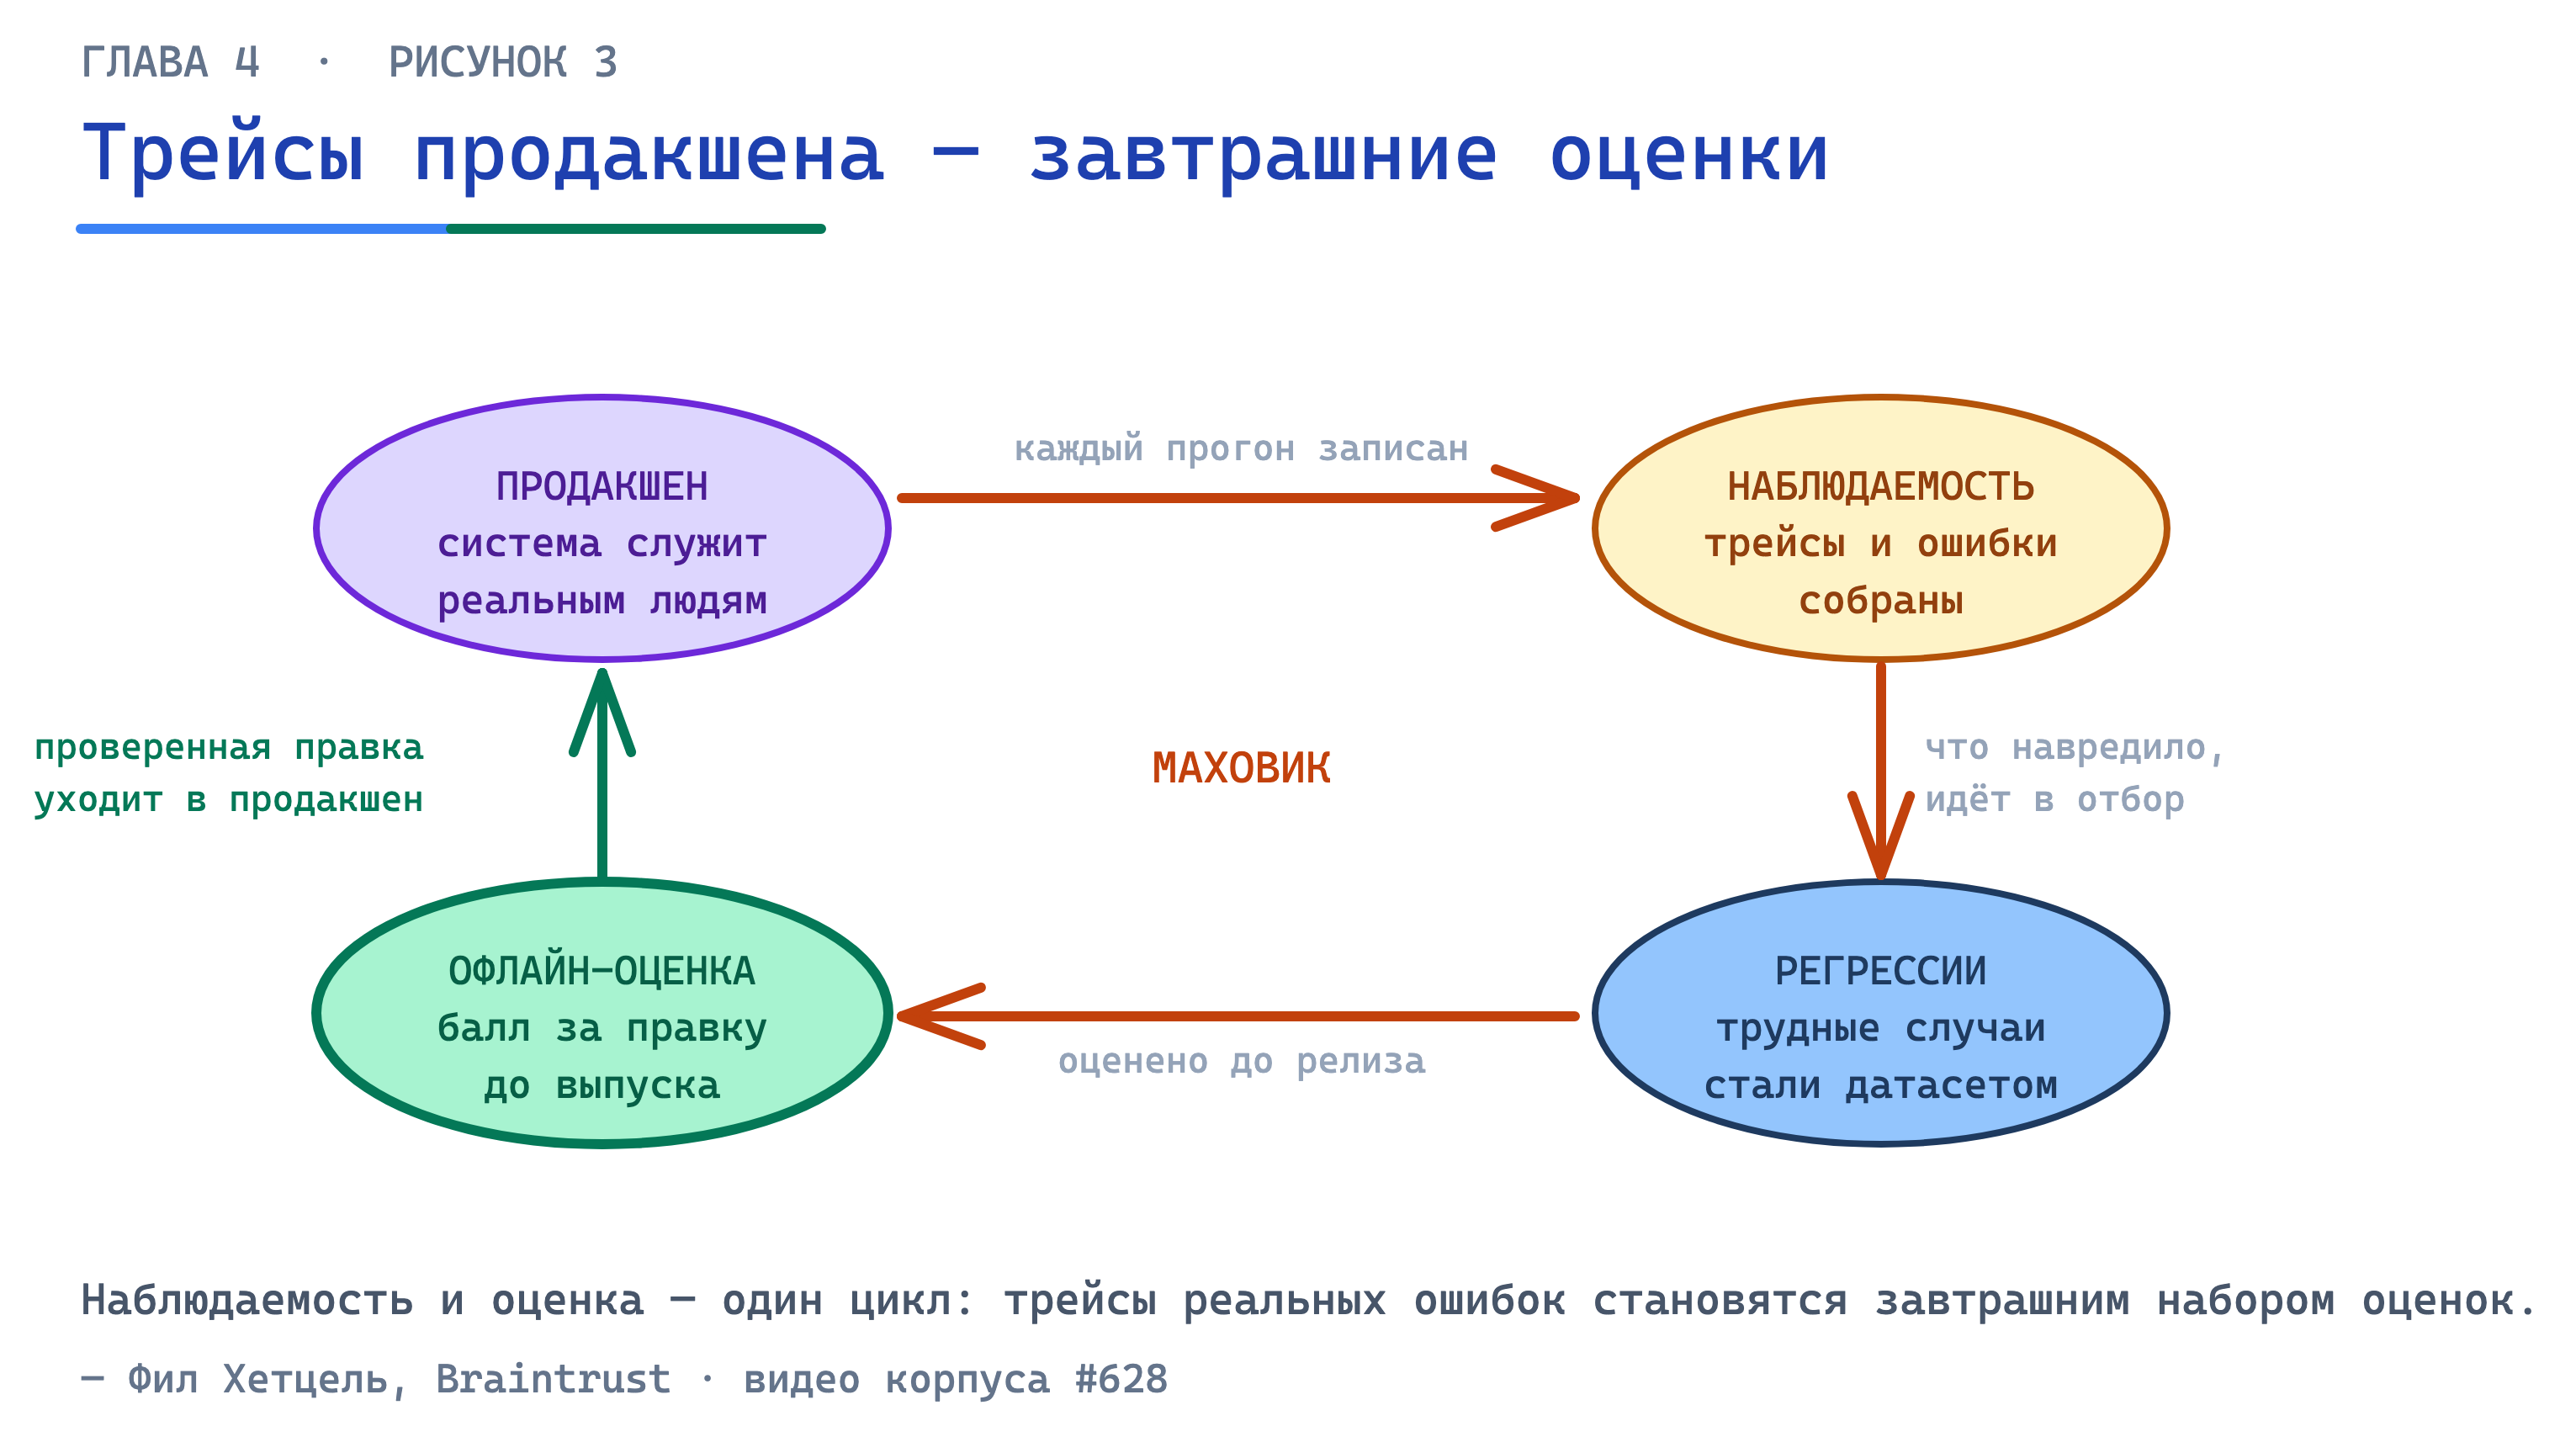 ГЛАВА 4 · РИСУНОК 3
Трейсы продакшена — завтрашние оценки
ПРОДАКШЕН
система служит
реальным людям
каждый прогон записан
НАБЛЮДАЕМОСТЬ
трейсы и ошибки
собраны
проверенная правка
уходит в продакшен
МАХОВИК
что навредило,
идёт в отбор
ОФЛАЙН-ОЦЕНКА
балл за правку
до выпуска
оценено до релиза
РЕГРЕССИИ
трудные случаи
стали датасетом
Наблюдаемость и оценка — один цикл: трейсы реальных ошибок становятся завтрашним набором оценок.
— Фил Хетцель, Braintrust · видео корпуса #628